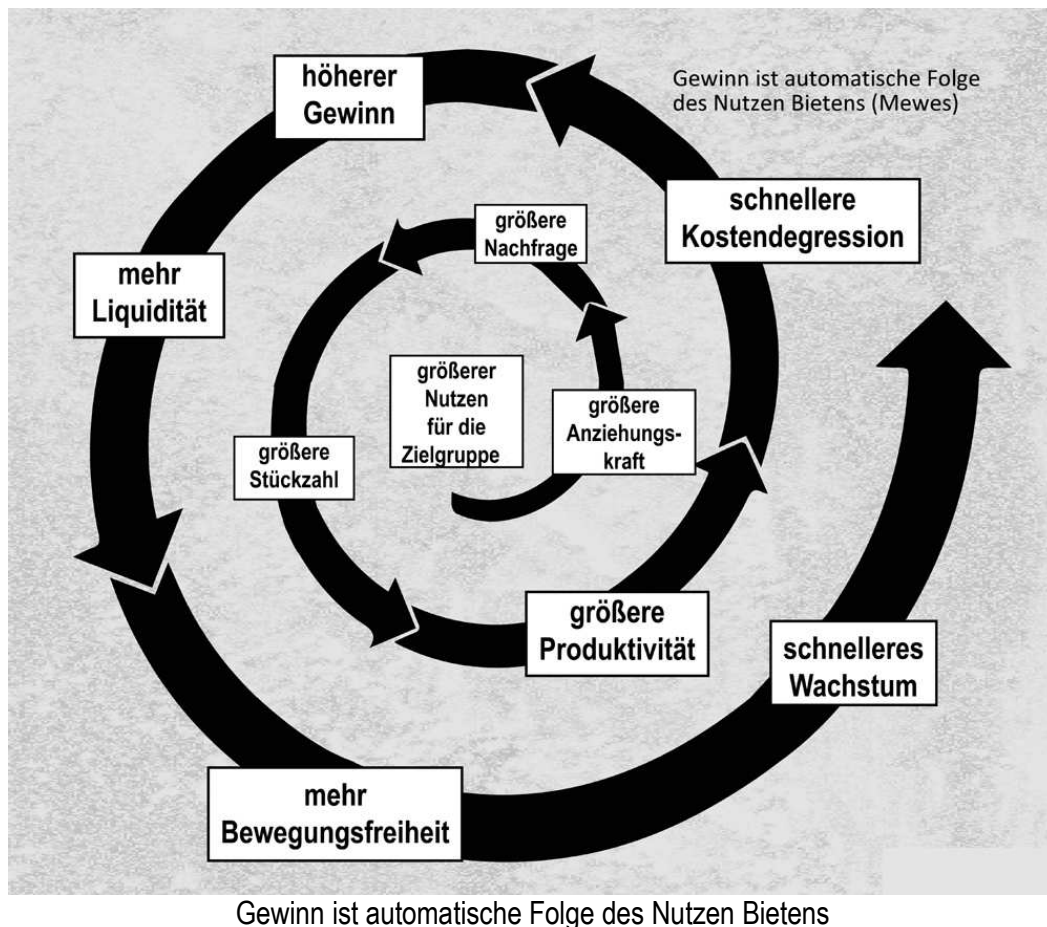 Gewinn ist automatische Folge
des Nutzen Bietens (Mewes)
höherer
Gewinn
schnellere
Kostendegression
größere
Nachfrage
mehr
Liquidität
größerer
Nutzen
für die
Zielgruppe
größere
Anziehungs-
kraft
größere
Stückzahl
größere
Produktivität
schnelleres
Wachstum
mehr
Bewegungsfreiheit
Gewinn ist automatische Folge des Nutzen Bietens